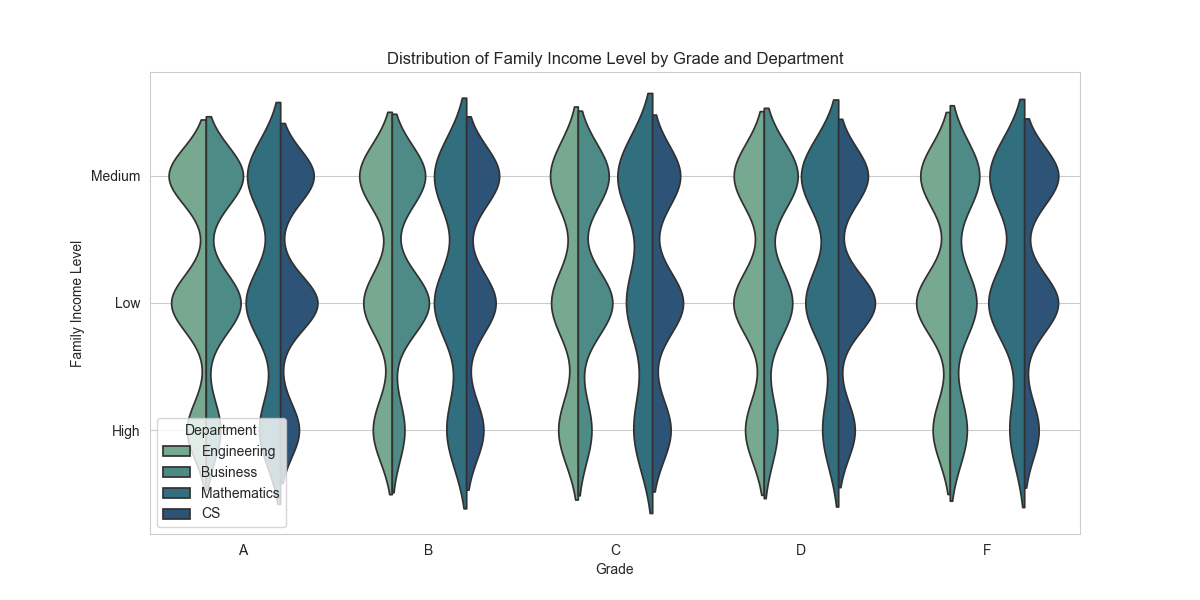 Distribution of Family Income Level by Grade and Department
Family Income Level
Medium
Low
High
Department
Engineering
Business
Mathematics
CS
A B C D F
Grade